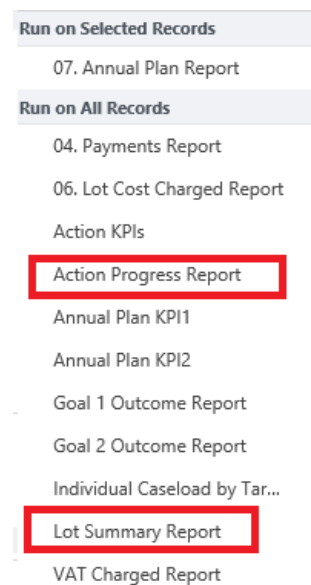 Run on Selected Records
07. Annual Plan Report
Run on All Records
04. Payments Report
06. Lot Cost Charged Report
Action KPIs
Action Progress Report
Annual Plan KPI1
Annual Plan KPI2
Goal 1 Outcome Report
Goal 2 Outcome Report
Individual Caseload by Tar...
Lot Summary Report
VAT Charged Report